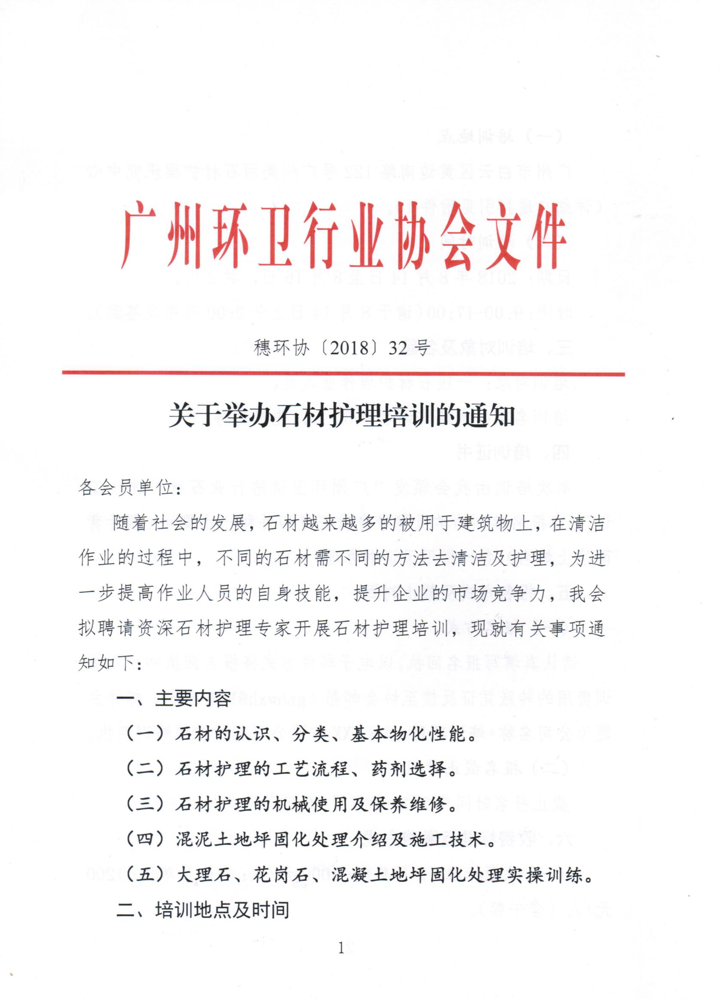 广州环卫行业协会文件
穗环协〔2018〕32号
关于举办石材护理培训的通知
各会员单位：
随着社会的发展，石材越来越多的被用于建筑物上，在清洁
作业的过程中，不同的石材需不同的方法去清洁及护理，为进
一步提高作业人员的自身技能，提升企业的市场竞争力，我会
拟聘请资深石材护理专家开展石材护理培训，现就有关事项通
知如下：
一、主要内容
（一）石材的认识、分类、基本物化性能。
（二）石材护理的工艺流程、药剂选择。
（三）石材护理的机械使用及保养维修。
（四）混泥土地坪固化处理介绍及施工技术。
（五）大理石、花岗石、混凝土地坪固化处理实操训练。
二、培训地点及时间
1